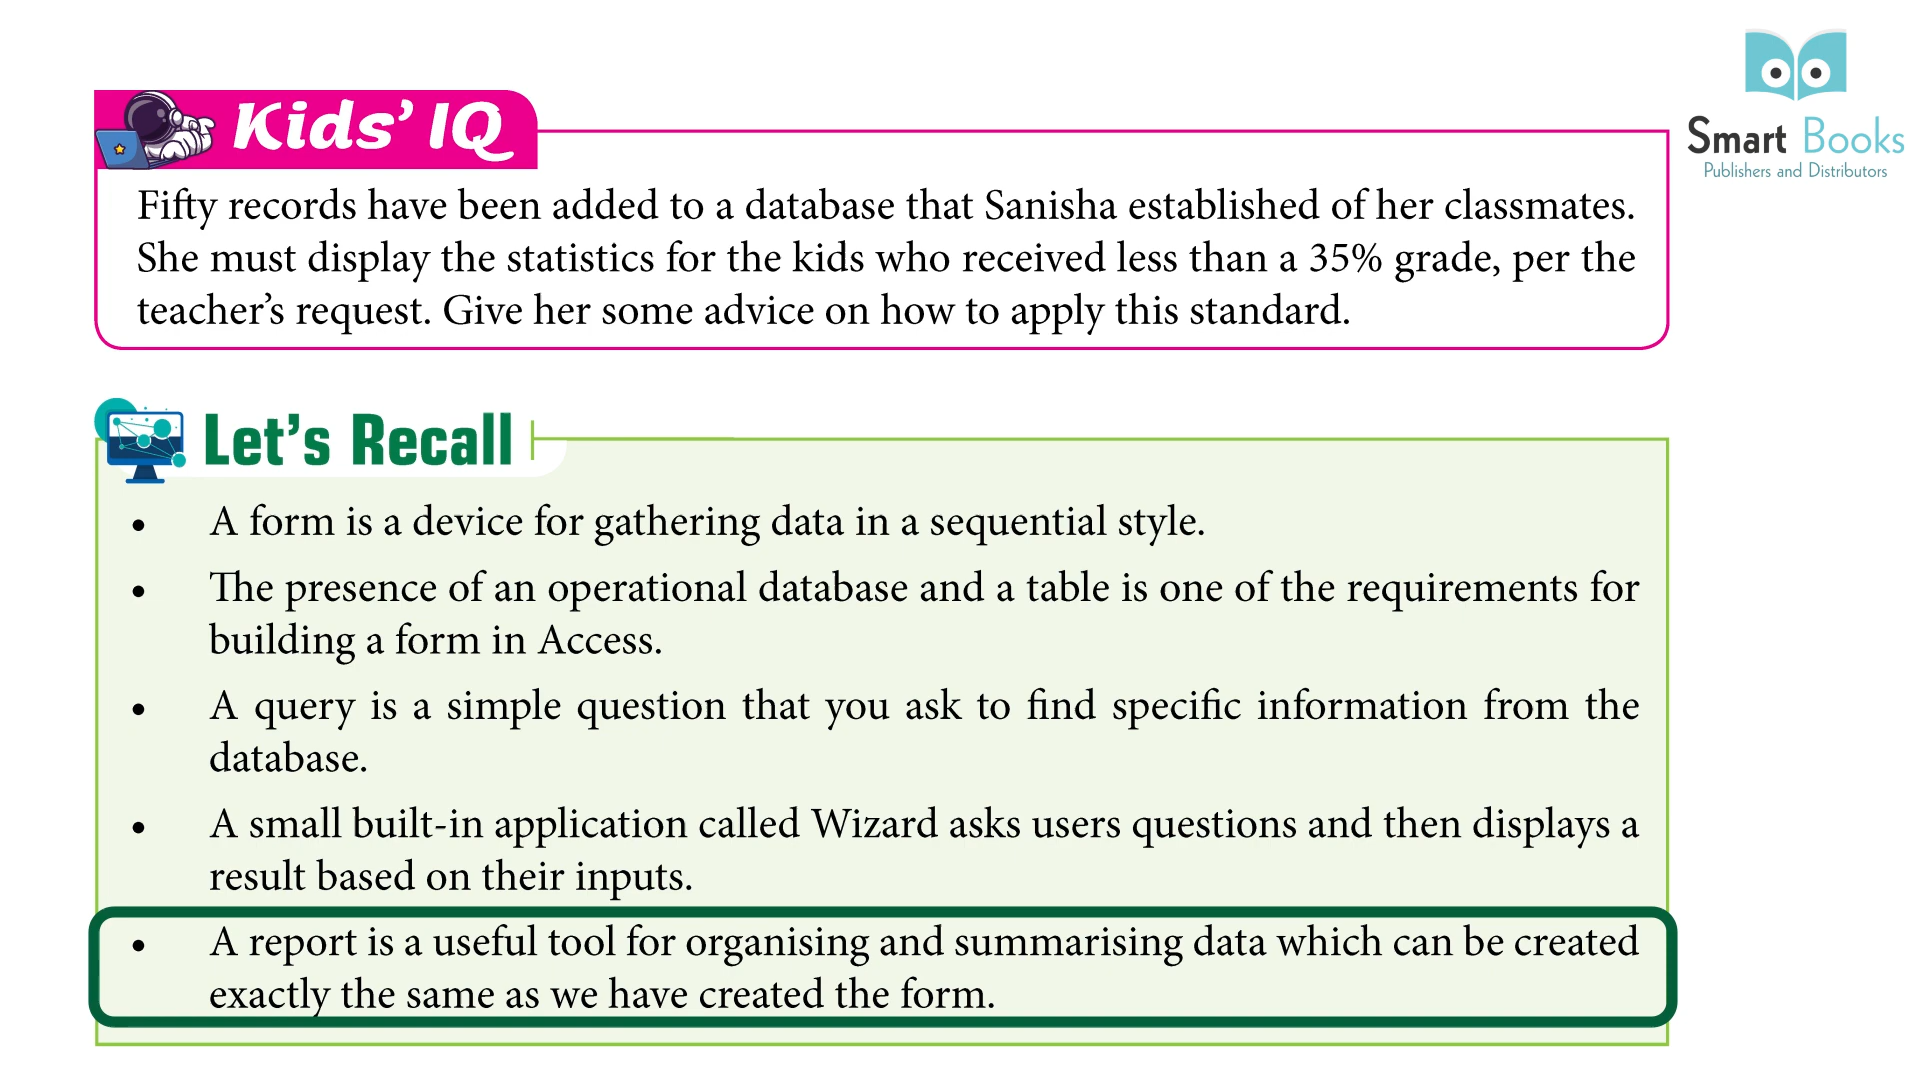 Kids' IQ
Smart Books
Publishers and Distributors
Fifty records have been added to a database that Sanisha established of her classmates.
She must display the statistics for the kids who received less than a 35% grade, per the
teacher's request. Give her some advice on how to apply this standard.
Let's Recall
• A form is a device for gathering data in a sequential style.
• The presence of an operational database and a table is one of the requirements for
building a form in Access.
• A query is a simple question that you ask to find specific information from the
database.
• A small built-in application called Wizard asks users questions and then displays a
result based on their inputs.
• A report is a useful tool for organising and summarising data which can be created
exactly the same as we have created the form.